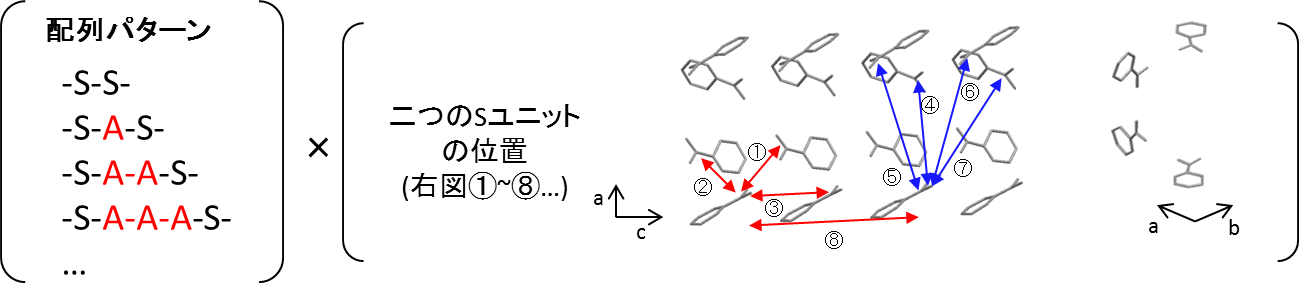 配列パターン
-S-S-
-S-A-S-
-S-A-A-S-
-S-A-A-A-S-
...
×
二つのSユニット
の位置
(右図①~⑧...)
a
c
①
②
③
④
⑤
⑥
⑦
⑧
a
b